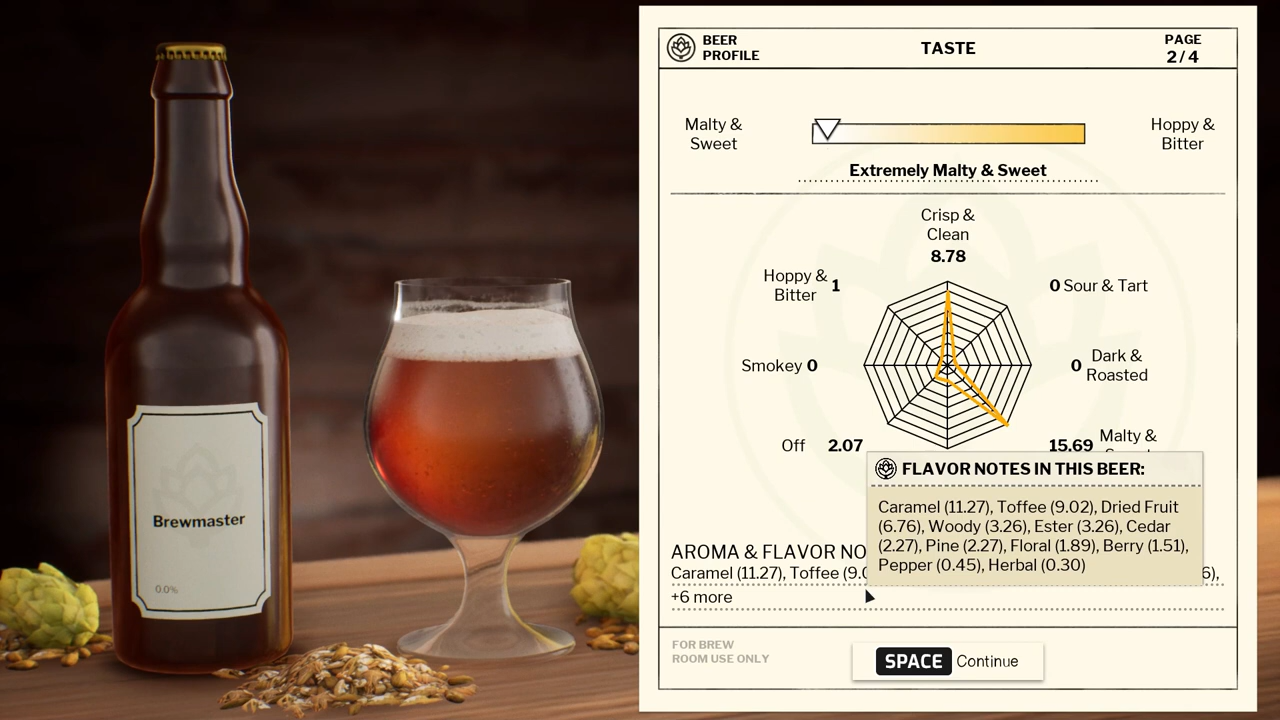 BEER
PROFILE
TASTE
PAGE
2 / 4
Malty &
Sweet
Hoppy &
Bitter
Extremely Malty & Sweet
Crisp &
Clean
8.78
Hoppy &
Bitter 1
0 Sour & Tart
Smokey 0
0 Dark &
Roasted
Off 2.07
15.69 Malty &
FLAVOR NOTES IN THIS BEER:
Caramel (11.27), Toffee (9.02), Dried Fruit
(6.76), Woody (3.26), Ester (3.26), Cedar
(2.27), Pine (2.27), Floral (1.89), Berry (1.51),
Pepper (0.45), Herbal (0.30)
AROMA & FLAVOR NO
Caramel (11.27), Toffee (9.0 6),
+6 more
FOR BREW
ROOM USE ONLY
SPACE Continue
Brewmaster
0.0%